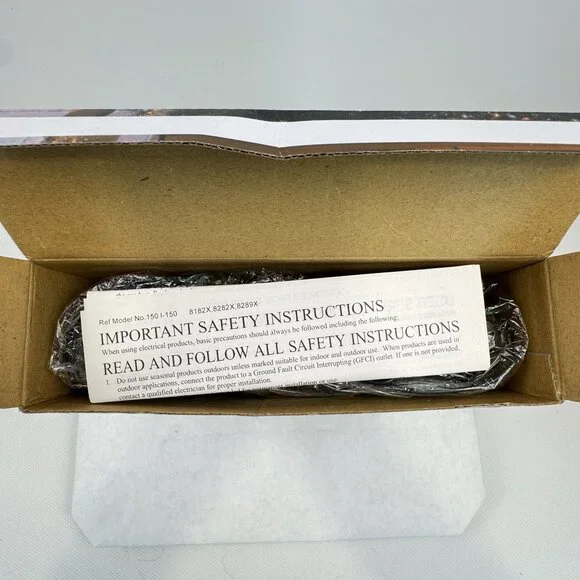 Ref Model No.150 I-150 8182X,8282X,8289X
IMPORTANT SAFETY INSTRUCTIONS
When using electrical products, basic precautions should always be followed including the following:
READ AND FOLLOW ALL SAFETY INSTRUCTIONS
1. Do not use seasonal products outdoors unless marked suitable for indoor and outdoor use. When products are used in
outdoor applications, connect the product to a Ground Fault Circuit Interrupting (GFCI) outlet. If one is not provided,
contact a qualified electrician for proper installation.